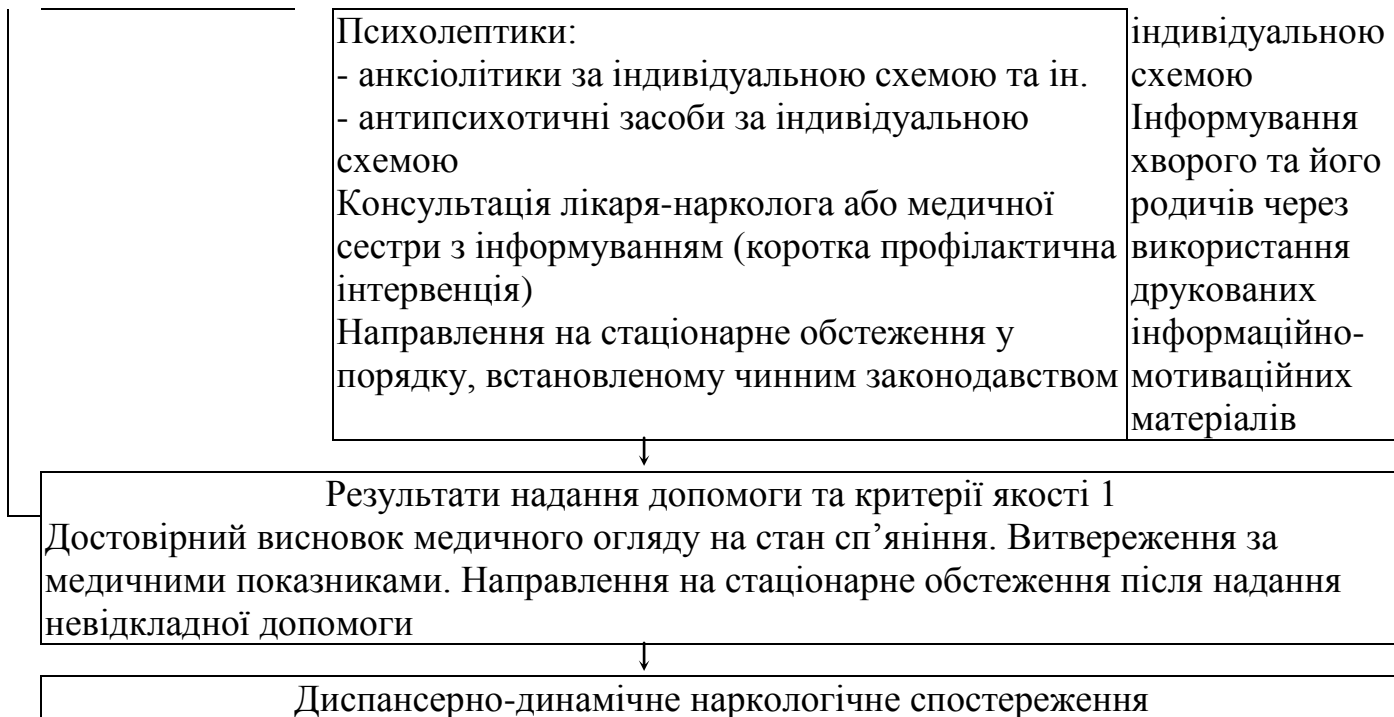 Психолептики:
- анксіолітики за індивідуальною схемою та ін.
- антипсихотичні засоби за індивідуальною
схемою
Консультація лікаря-нарколога або медичної
сестри з інформуванням (коротка профілактична
інтервенція)
Направлення на стаціонарне обстеження у
порядку, встановленому чинним законодавством
індивідуальною
схемою
Інформування
хворого та його
родичів через
використання
друкованих
інформаційно-
мотиваційних
матеріалів
Результати надання допомоги та критерії якості 1
Достовірний висновок медичного огляду на стан сп’яніння. Витвереження за
медичними показниками. Направлення на стаціонарне обстеження після надання
невідкладної допомоги
Диспансерно-динамічне наркологічне спостереження